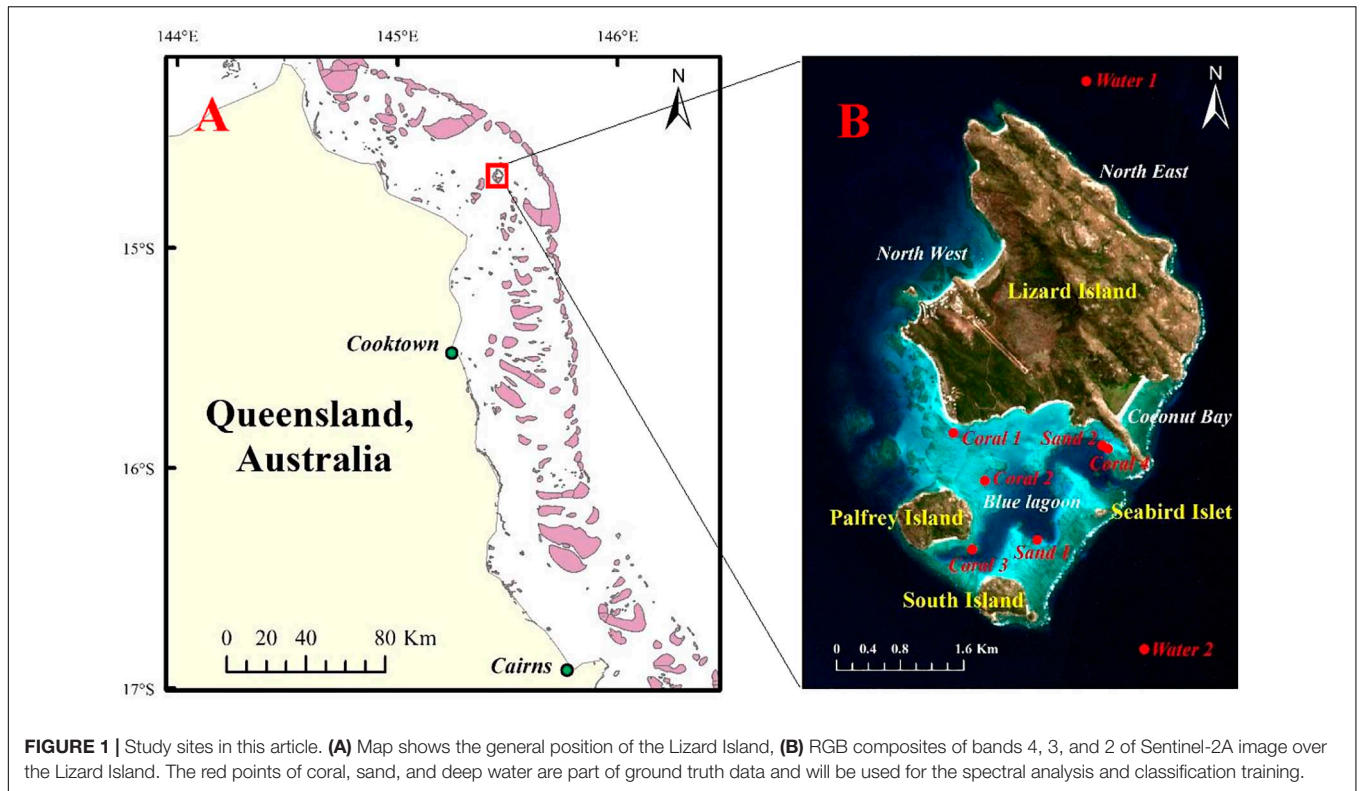 144°E 145°E 146°E
N
A
15°S
16°S
17°S
Cooktown
Queensland,
Australia
0 20 40 80 Km
Cairns
B
N
Water 1
North East
North West
Lizard Island
Coconut Bay
Coral 1
Sand 2
Coral 4
Coral 2
Blue lagoon
Palfrey Island
Seabird Islet
Sand 1
Coral 3
South Island
Water 2
0 0.4 0.8 1.6 Km
FIGURE 1 | Study sites in this article. (A) Map shows the general position of the Lizard Island, (B) RGB composites of bands 4, 3, and 2 of Sentinel-2A image over
the Lizard Island. The red points of coral, sand, and deep water are part of ground truth data and will be used for the spectral analysis and classification training.